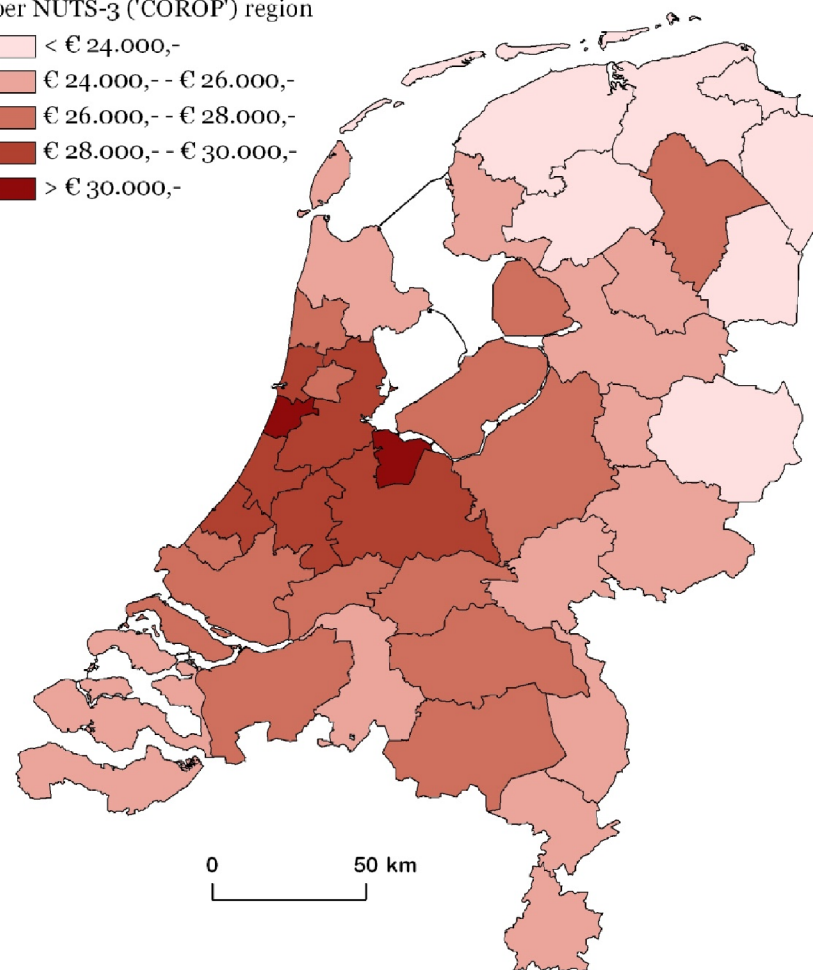 per NUTS-3 ('COROP') region
< € 24.000,-
€ 24.000,- - € 26.000,-
€ 26.000,- - € 28.000,-
€ 28.000,- - € 30.000,-
> € 30.000,-
0 50 km